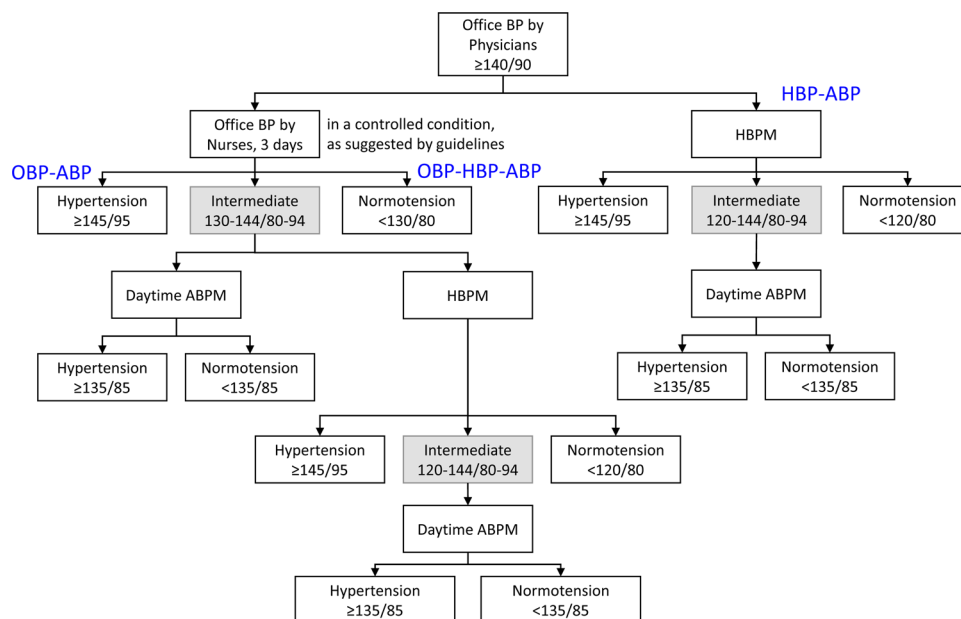 Office BP by
Physicians
≥140/90
HBP-ABP
Office BP by
Nurses, 3 days
in a controlled condition,
as suggested by guidelines
HBPM
OBP-ABP
OBP-HBP-ABP
Hypertension
≥145/95
Intermediate
130-144/80-94
Normotension
<130/80
Hypertension
≥145/95
Intermediate
120-144/80-94
Normotension
<120/80
Daytime ABPM
HBPM
Daytime ABPM
Hypertension
≥135/85
Normotension
<135/85
Hypertension
≥135/85
Normotension
<135/85
Hypertension
≥145/95
Intermediate
120-144/80-94
Normotension
<120/80
Daytime ABPM
Hypertension
≥135/85
Normotension
<135/85